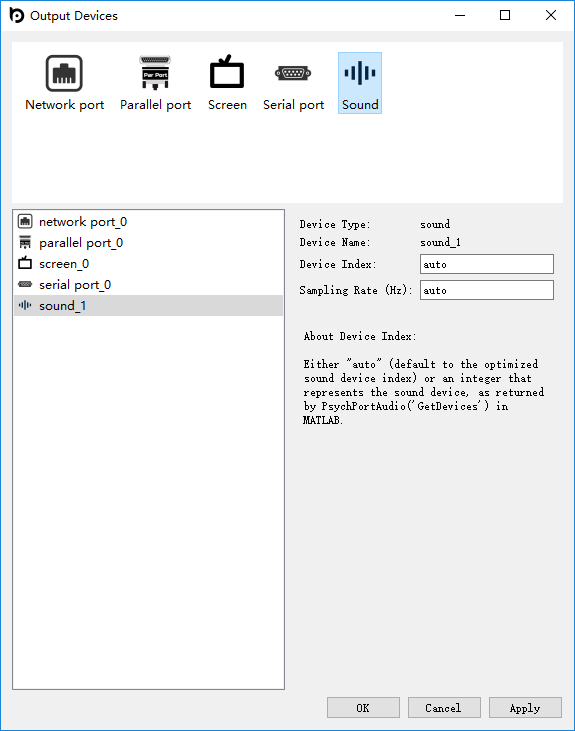 Output Devices
Network port
Parallel port
Par Port
Screen
Serial port
Sound
network port_0
parallel port_0
screen_0
serial port_0
sound_1
Device Type: sound
Device Name: sound_1
Device Index: auto
Sampling Rate (Hz): auto
About Device Index:
Either "auto" (default to the optimized
sound device index) or an integer that
represents the sound device, as returned
by PsychPortAudio('GetDevices') in
MATLAB.
OK Cancel Apply